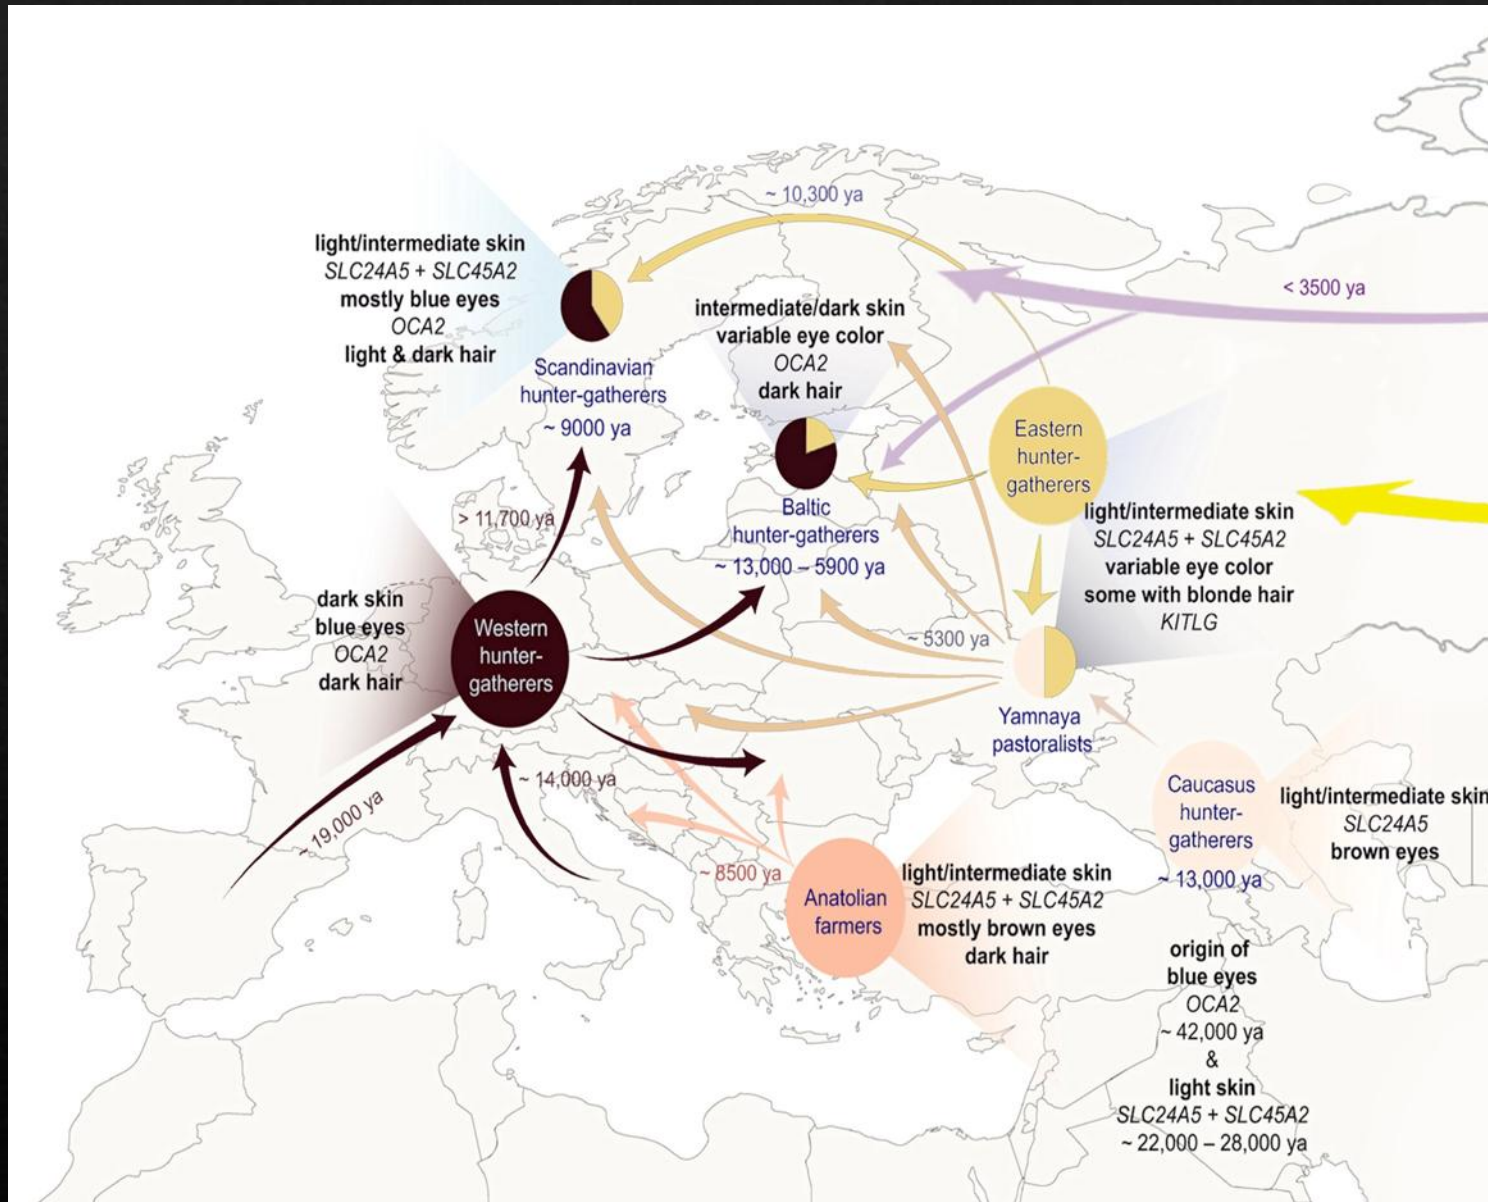 ~ 10,300 ya
light/intermediate skin
SLC24A5 + SLC45A2
mostly blue eyes
OCA2
light & dark hair
< 3500 ya
intermediate/dark skin
variable eye color
OCA2
dark hair
Scandinavian
hunter-gatherers
~ 9000 ya
Eastern
hunter-
gatherers
> 11,700 ya
Baltic
hunter-gatherers
~ 13,000 – 5900 ya
light/intermediate skin
SLC24A5 + SLC45A2
variable eye color
some with blonde hair
KITLG
dark skin
blue eyes
OCA2
dark hair
Western
hunter-
gatherers
~ 5300 ya
Yamnaya
pastoralists
~ 14,000 ya
~ 19,000 ya
Caucasus
hunter-
gatherers
~ 13,000 ya
light/intermediate skin
SLC24A5
brown eyes
~ 8500 ya
Anatolian
farmers
light/intermediate skin
SLC24A5 + SLC45A2
mostly brown eyes
dark hair
origin of
blue eyes
OCA2
~ 42,000 ya
&
light skin
SLC24A5 + SLC45A2
~ 22,000 – 28,000 ya